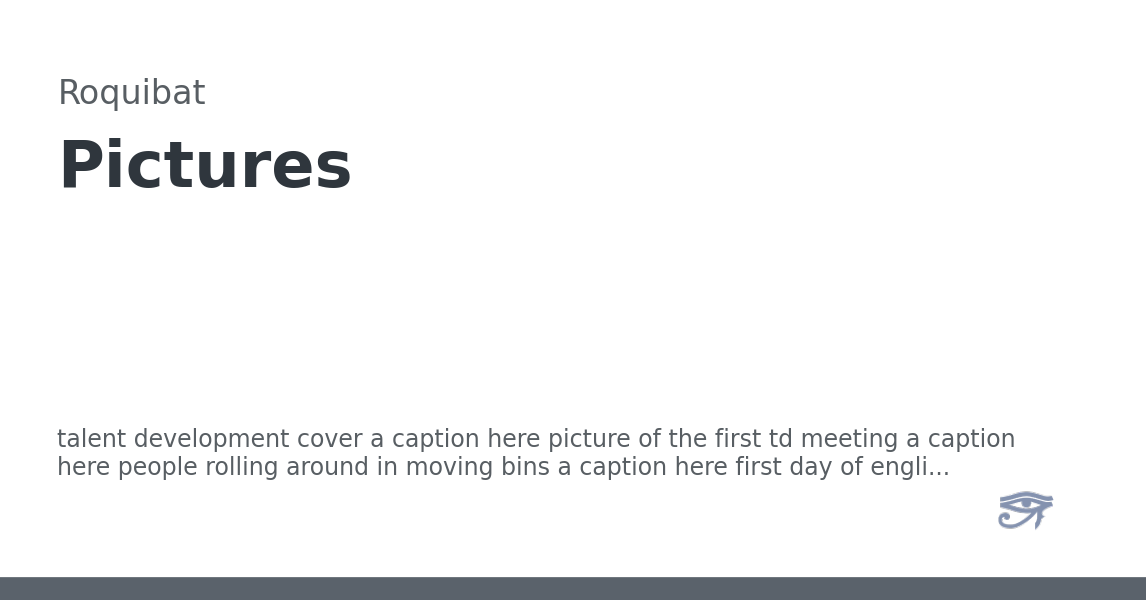 Roquibat
Pictures
talent development cover a caption here picture of the first td meeting a caption
here people rolling around in moving bins a caption here first day of engli...